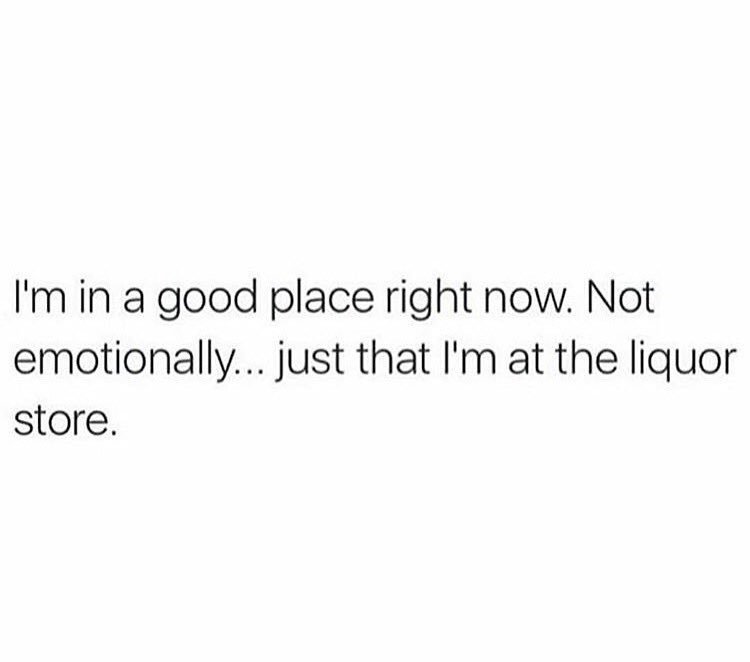 I'm in a good place right now. Not
emotionally... just that I'm at the liquor
store.